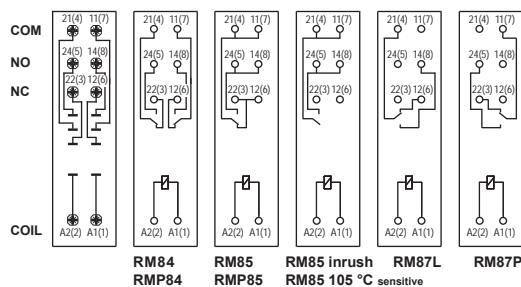 COM 21(4) 11(7) 21(4) 11(7) 21(4) 11(7) 21(4) 11(7) 21(4) 11(7) 21(4) 11(7)
NO 24(5) 14(8) 24(5) 14(8) 24(5) 14(8) 24(5) 14(8) 24(5) 14(8) 24(5) 14(8)
NC 22(3) 12(6) 22(3) 12(6) 22(3) 12(6) 22(3) 12(6) 22(3) 12(6) 22(3) 12(6)
COIL A2(2) A1(1) A2(2) A1(1) A2(2) A1(1) A2(2) A1(1) A2(2) A1(1) A2(2) A1(1)
RM84 RM85 RM85 inrush RM87L RM87P
RMP84 RMP85 RM85 105 °C sensitive